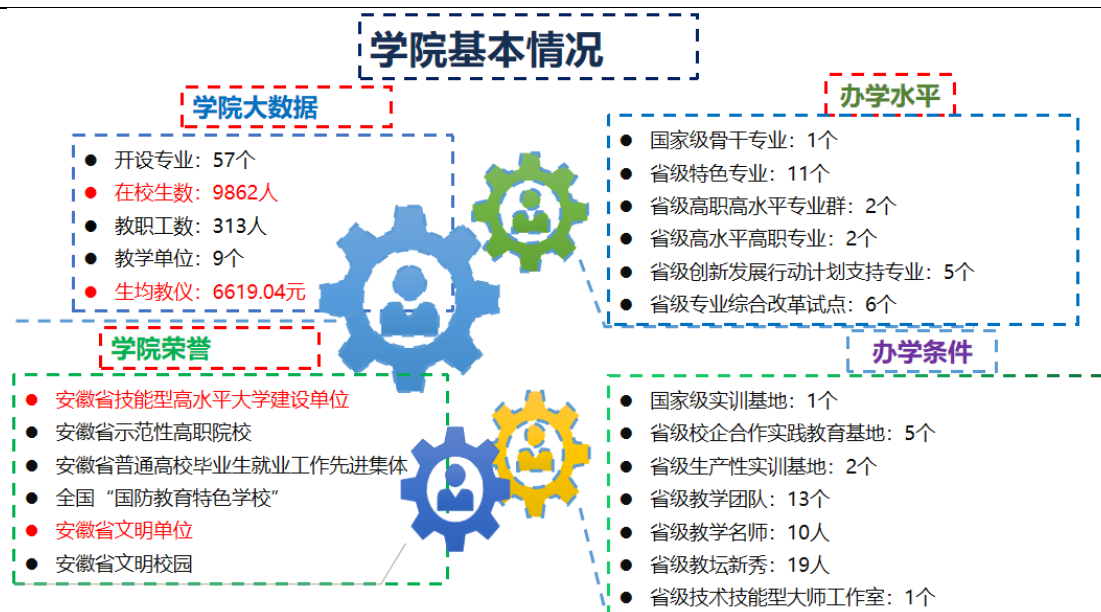 学院基本情况
学院大数据
开设专业：57个
在校生数：9862人
教职工数：313人
教学单位：9个
生均教仪：6619.04元
办学水平
国家级骨干专业：1个
省级特色专业：11个
省级高职高水平专业群：2个
省级高水平高职专业：2个
省级创新发展行动计划支持专业：5个
省级专业综合改革试点：6个
学院荣誉
安徽省技能型高水平大学建设单位
安徽省示范性高职院校
安徽省普通高校毕业生就业工作先进集体
全国“国防教育特色学校”
安徽省文明单位
安徽省文明校园
办学条件
国家级实训基地：1个
省级校企合作实践教育基地：5个
省级生产性实训基地：2个
省级教学团队：13个
省级教学名师：10人
省级教坛新秀：19人
省级技术技能型大师工作室：1个